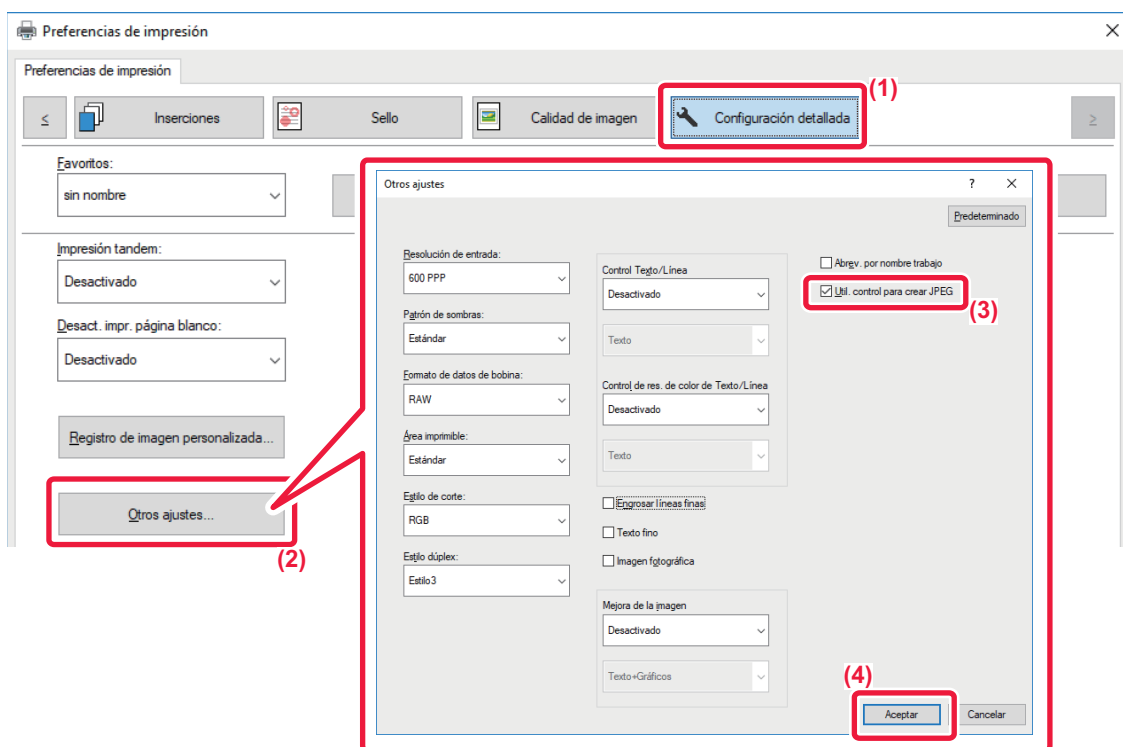 Preferencias de impresión
Preferencias de impresión
(1)
<
Inserciones
Sello
Calidad de imagen
Configuración detallada
>
Favoritos:
sin nombre
Impresión tandem:
Desactivado
Desact. impr. página blanco:
Desactivado
Registro de imagen personalizada...
Otros ajustes...
(2)
Otros ajustes
?
Predeterminado
Resolución de entrada:
600 PPP
Patrón de sombras:
Estándar
Formato de datos de bobina:
RAW
Área imprimible:
Estándar
Estilo de corte:
RGB
Estilo dúplex:
Estilo3
Control Texto/Línea
Desactivado
Texto
Control de res. de color de Texto/Línea
Desactivado
Texto
Engrosar líneas finas
Texto fino
Imagen fotográfica
Mejora de la imagen
Desactivado
Texto+Gráficos
Abrev. por nombre trabajo
Util. control para crear JPEG
(3)
(4)
Aceptar
Cancelar